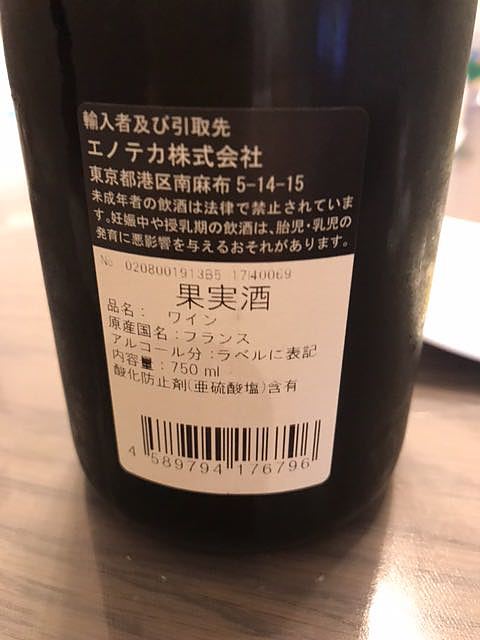 輸入者及び引取先
エノテカ株式会社
東京都港区南麻布5-14-15
未成年者の飲酒は法律で禁止されていま
す。妊娠中や授乳期の飲酒は、胎児・乳児の
発育に悪影響を与えるおそれがあります。
No 0208001913B5 17I40069
果実酒
品名: ワイン
原産国名:フランス
アルコール分:ラベルに表記
内容量:750 ml
酸化防止剤(亜硫酸塩)含有
4 589794 176796